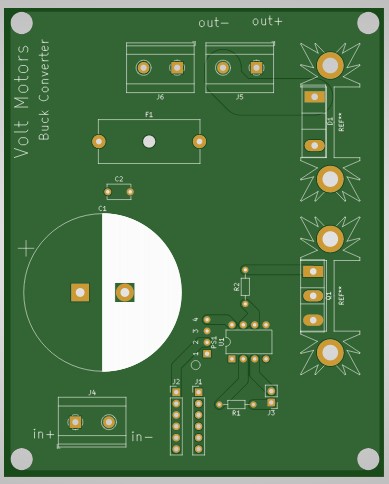 out-
out+
Volt Motors
Buck Converter
J6
J5
F1
D1
REF**
C2
C1
+
R2
Q1
REF**
4
3
2
1
PS1
U1
J4
J2
J1
R1
J3
in+
in-